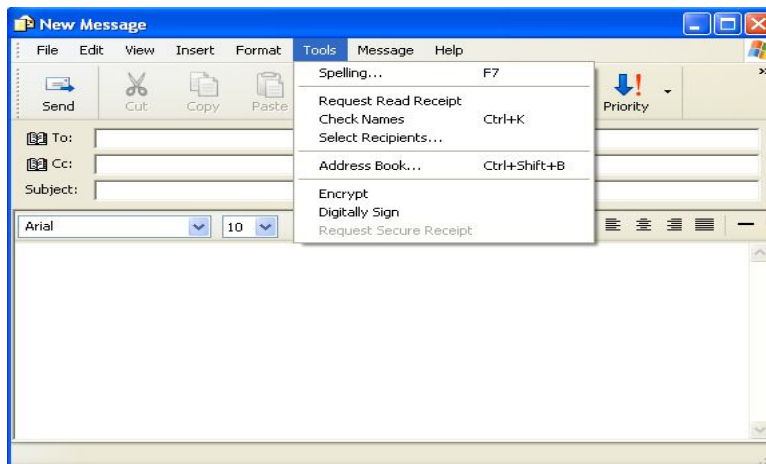 New Message
File Edit View Insert Format Tools Message Help
Send Cut Copy Paste Priority
Spelling... F7
Request Read Receipt
Check Names Ctrl+K
Select Recipients...
Address Book... Ctrl+Shift+B
Encrypt
Digitally Sign
Request Secure Receipt
To:
Cc:
Subject:
Arial 10